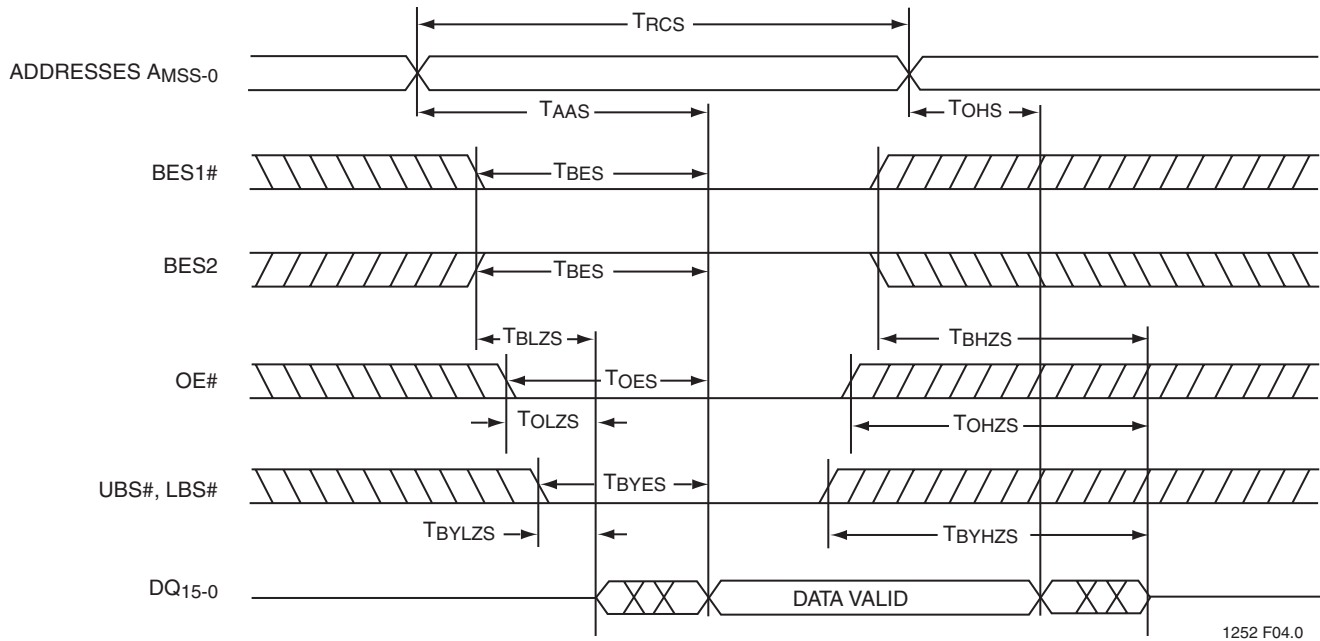 TRCS
ADDRESSES AMSS-0
TAAS
TOHS
BES1#
TBES
BES2
TBES
TBLZS
TBHZS
OE#
TOES
TOLZS
TOHZS
UBS#, LBS#
TBYES
TBYLZS
TBYHZS
DQ15-0
DATA VALID
1252 F04.0